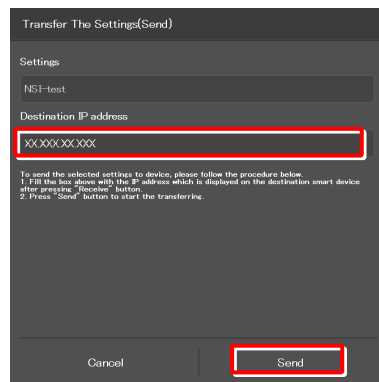 Transfer The Settings(Send)
Settings
NSI-test
Destination IP address
XX.XXX.XX.XXX
To send the selected settings to device, please follow the procedure below.
1. Fill the box above with the IP address which is displayed on the destination smart device
after pressing "Receive" button.
2. Press "Send" button to start the transferring.
Cancel
Send